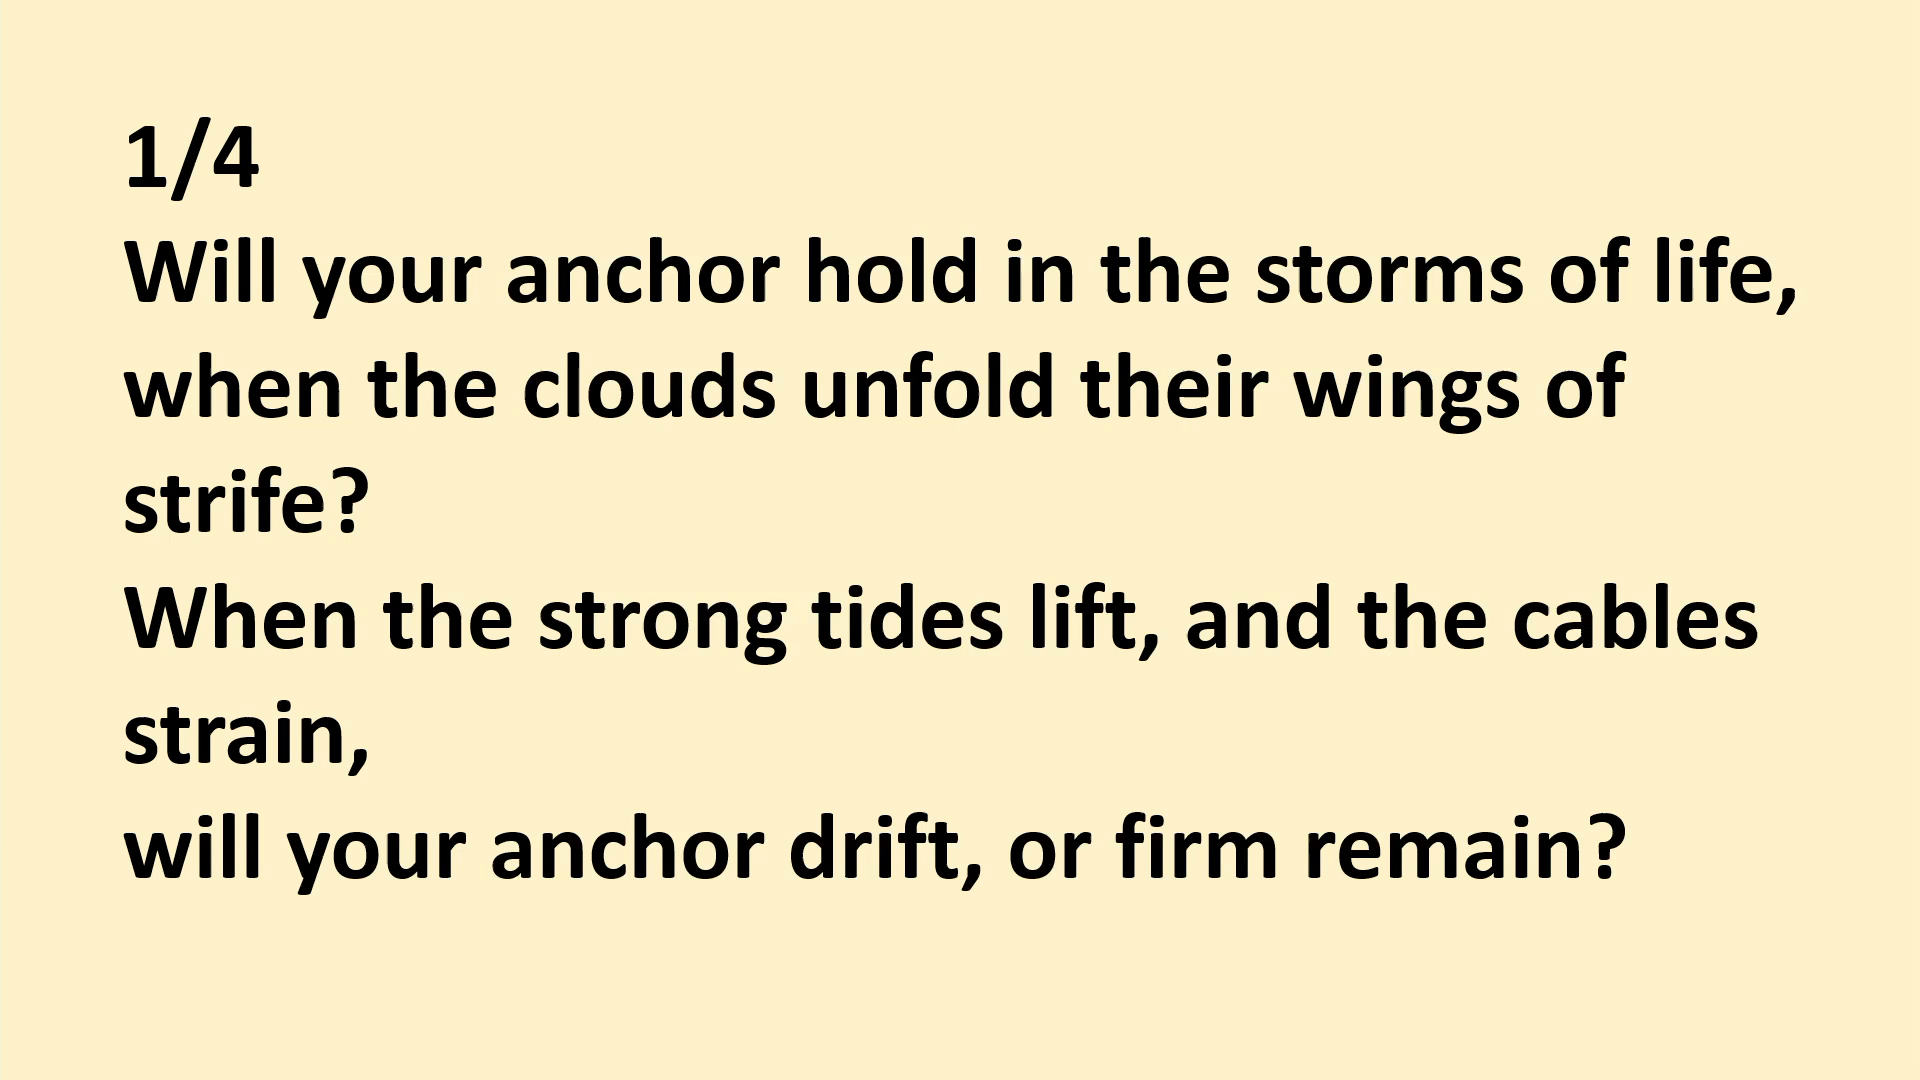 1/4
Will your anchor hold in the storms of life,
when the clouds unfold their wings of
strife?
When the strong tides lift, and the cables
strain,
will your anchor drift, or firm remain?